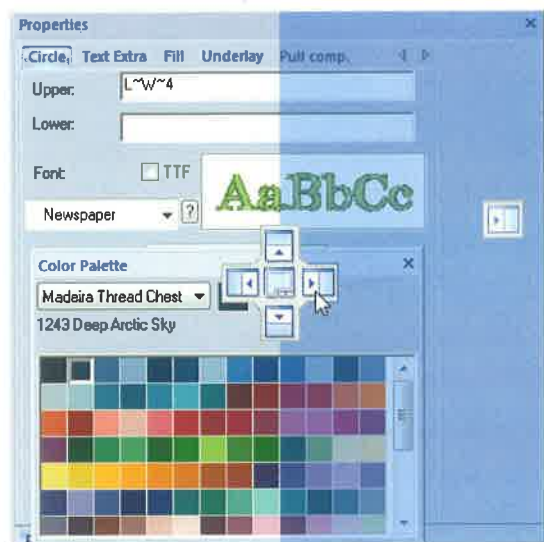 Properties
Circle Text Extra Fill Underlay Pull comp.
Upper: L~W~4
Lower:
Font: TTF
AaBbCc
Newspaper ?
Color Palette
Madeira Thread Chest
1243 Deep Arctic Sky